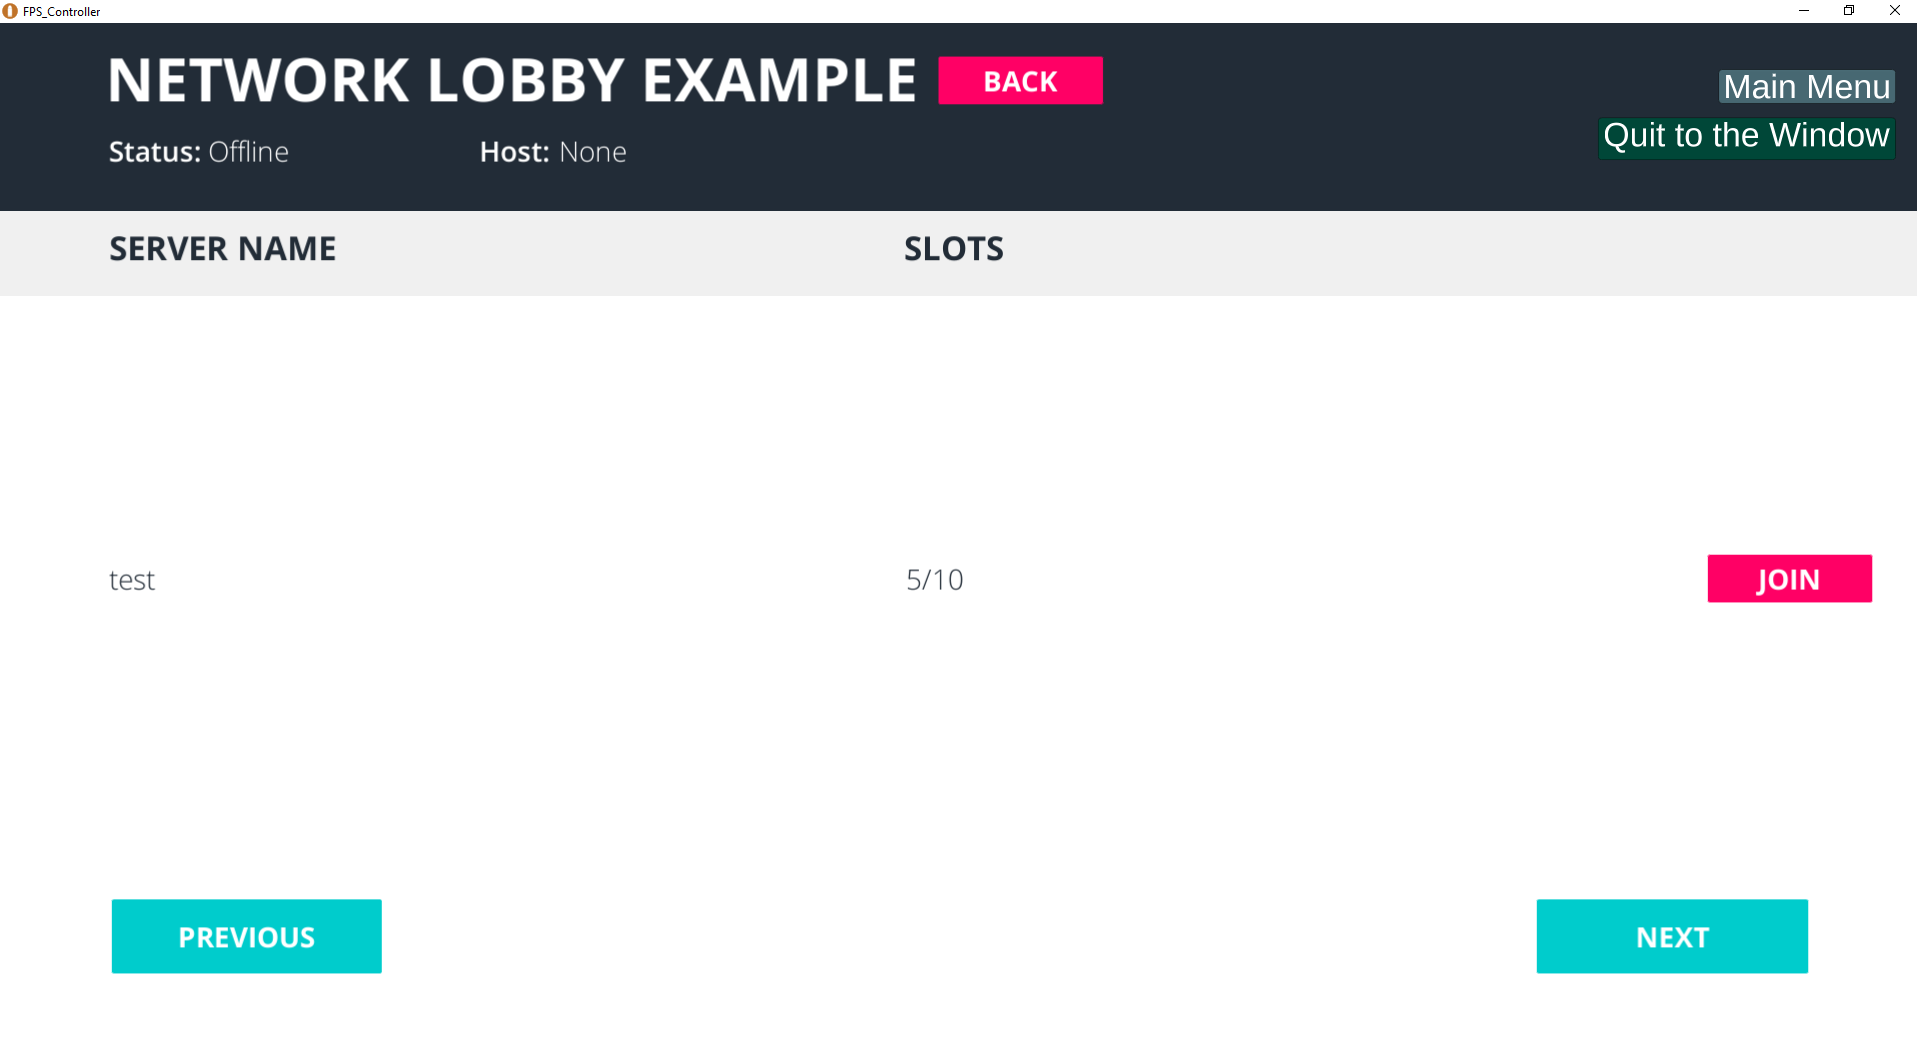 FPS_Controller
NETWORK LOBBY EXAMPLE
BACK
Main Menu
Quit to the Window
Status: Offline
Host: None
SERVER NAME
SLOTS
test
5/10
JOIN
PREVIOUS
NEXT